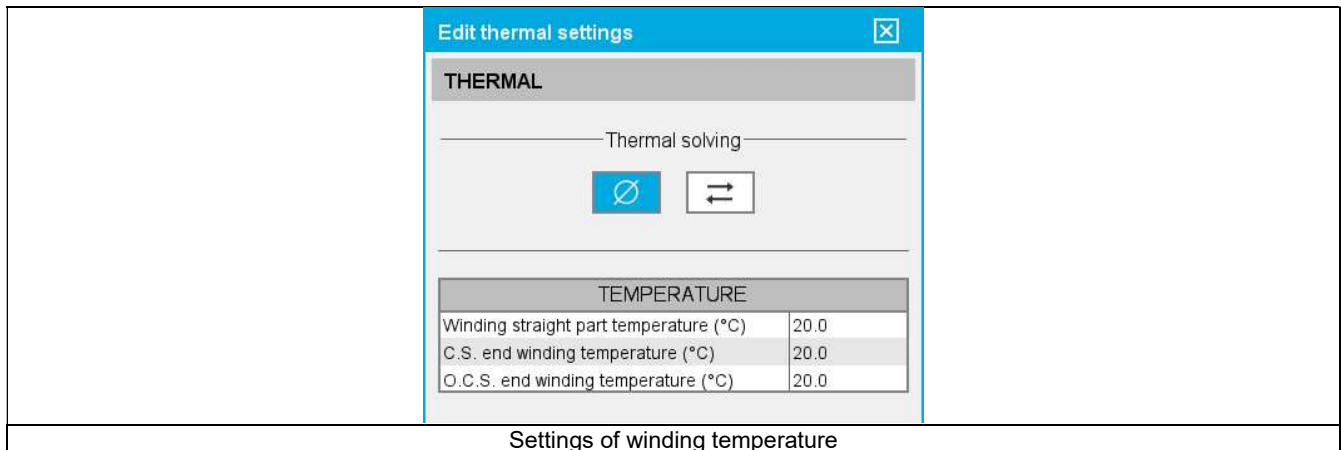 Edit thermal settings
THERMAL
Thermal solving
TEMPERATURE
Winding straight part temperature (°C) 20.0
C.S. end winding temperature (°C) 20.0
O.C.S. end winding temperature (°C) 20.0
Settings of winding temperature